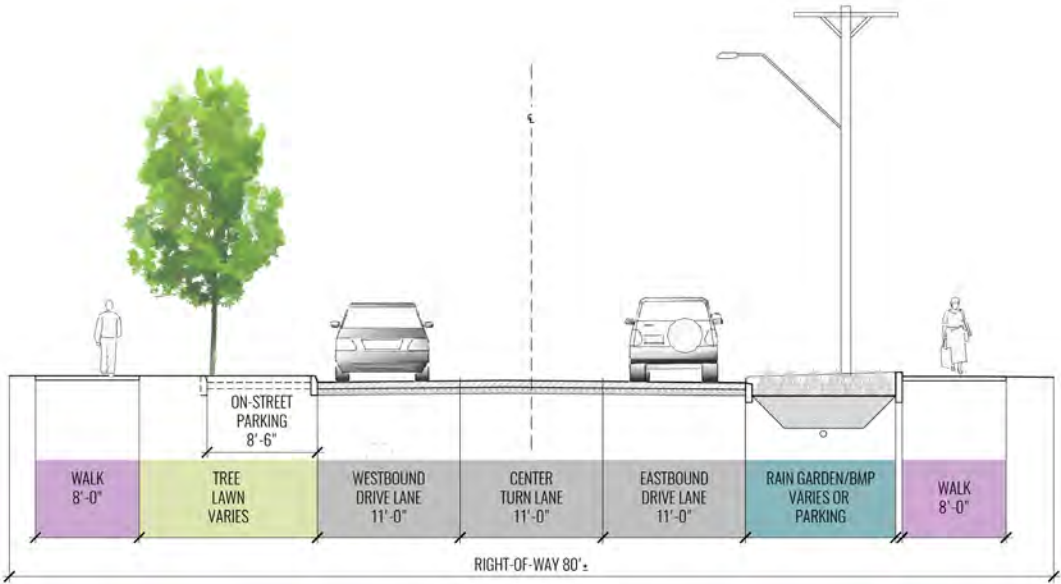 ℄
ON-STREET
PARKING
8'-6"
WALK
8'-0"
TREE
LAWN
VARIES
WESTBOUND
DRIVE LANE
11'-0"
CENTER
TURN LANE
11'-0"
EASTBOUND
DRIVE LANE
11'-0"
RAIN GARDEN/BMP
VARIES OR
PARKING
WALK
8'-0"
RIGHT-OF-WAY 80'±